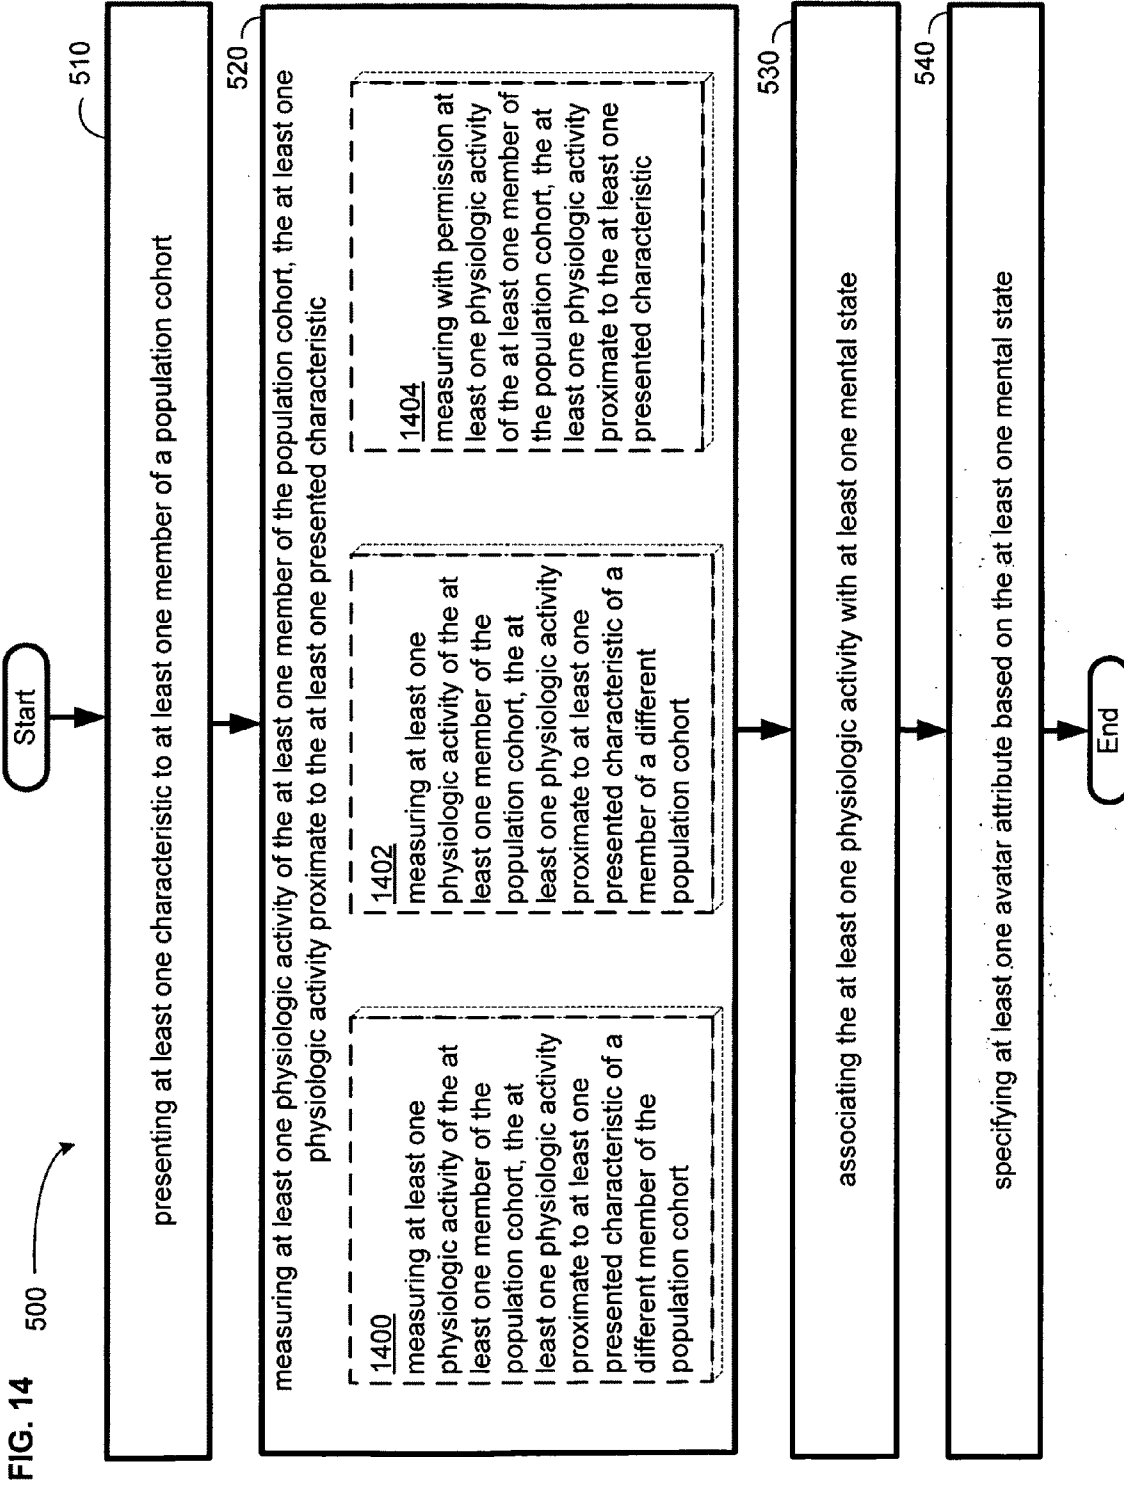 FIG. 14
500
Start
510
presenting at least one characteristic to at least one member of a population cohort
520
measuring at least one physiologic activity of the at least one member of the population cohort, the at least one
physiologic activity proximate to the at least one presented characteristic
1400
measuring at least one
physiologic activity of the at
least one member of the
population cohort, the at
least one physiologic activity
proximate to at least one
presented characteristic of a
different member of the
population cohort
1402
measuring at least one
physiologic activity of the at
least one member of the
population cohort, the at
least one physiologic activity
proximate to at least one
presented characteristic of a
member of a different
population cohort
1404
measuring with permission at
least one physiologic activity
of the at least one member of
the population cohort, the at
least one physiologic activity
proximate to the at least one
presented characteristic
530
associating the at least one physiologic activity with at least one mental state
540
specifying at least one avatar attribute based on the at least one mental state
End